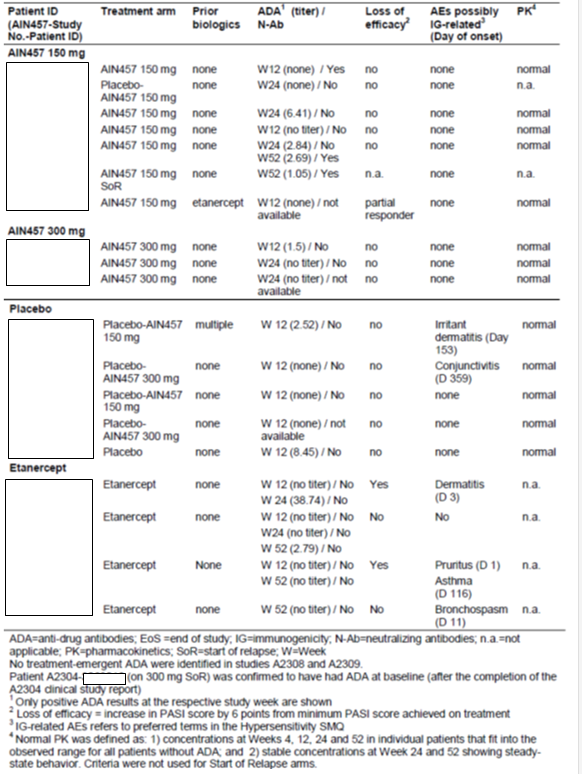 Patient ID (AIN457-Study No.-Patient ID) Treatment arm Prior biologics ADA1 (titer) / N-Ab Loss of efficacy2 AEs possibly IG-related3 (Day of onset) PK4
AIN457 150 mg
AIN457 150 mg none W12 (none) / Yes no none normal
Placebo-AIN457 150 mg none W24 (none) / No no none n.a.
AIN457 150 mg none W24 (6.41) / No no none normal
AIN457 150 mg none W12 (no titer) / No no none normal
AIN457 150 mg none W24 (2.84) / No no none normal
W52 (2.69) / Yes
AIN457 150 mg SoR none W52 (1.05) / Yes n.a. none n.a.
AIN457 150 mg etanercept W12 (none) / not available partial responder none normal
AIN457 300 mg
AIN457 300 mg none W12 (1.5) / No no none normal
AIN457 300 mg none W24 (no titer) / No no none normal
AIN457 300 mg none W24 (no titer) / not available no none normal
Placebo
Placebo-AIN457 150 mg multiple W 12 (2.52) / No no Irritant dermatitis (Day 153) normal
Placebo-AIN457 300 mg none W 12 (none) / No no Conjunctivitis (D 359) normal
Placebo-AIN457 150 mg none W 12 (none) / No no none normal
Placebo-AIN457 300 mg none W 12 (none) / not available no none normal
Placebo none W 12 (8.45) / No no none normal
Etanercept
Etanercept none W 12 (no titer) / No Yes Dermatitis (D 3) n.a.
W 24 (38.74) / No
Etanercept none W 12 (no titer) / No No No n.a.
W24 (no titer) / No
W 52 (2.79) / No
Etanercept None W 12 (no titer) / No Yes Pruritus (D 1) n.a.
W 52 (no titer) / No Asthma (D 116)
Etanercept none W 52 (no titer) / No No Bronchospasm (D 11) n.a.
ADA=anti-drug antibodies; EoS =end of study; IG=immunogenicity; N-Ab=neutralizing antibodies; n.a.=not
applicable; PK=pharmacokinetics; SoR=start of relapse; W=Week
No treatment-emergent ADA were identified in studies A2308 and A2309.
Patient A2304- (on 300 mg SoR) was confirmed to have had ADA at baseline (after the completion of the
A2304 clinical study report)
1 Only positive ADA results at the respective study week are shown
2 Loss of efficacy = increase in PASI score by 6 points from minimum PASI score achieved on treatment
3 IG-related AEs refers to preferred terms in the Hypersensitivity SMQ
4 Normal PK was defined as: 1) concentrations at Weeks 4, 12, 24 and 52 in individual patients that fit into the
observed range for all patients without ADA; and 2) stable concentrations at Week 24 and 52 showing steady-
state behavior. Criteria were not used for Start of Relapse arms.